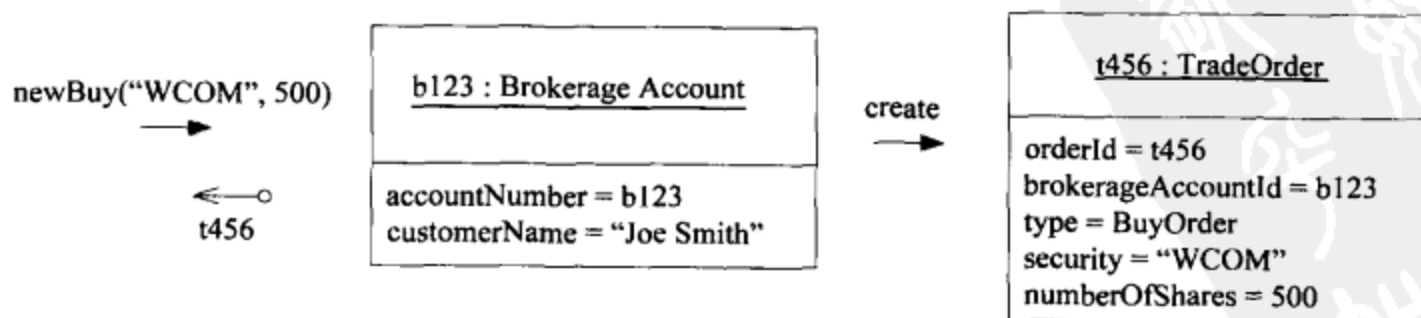 newBuy(“WCOM”, 500)
t456
b123 : Brokerage Account
accountNumber = b123
customerName = “Joe Smith”
create
t456 : TradeOrder
orderId = t456
brokerageAccountId = b123
type = BuyOrder
security = “WCOM”
numberOfShares = 500